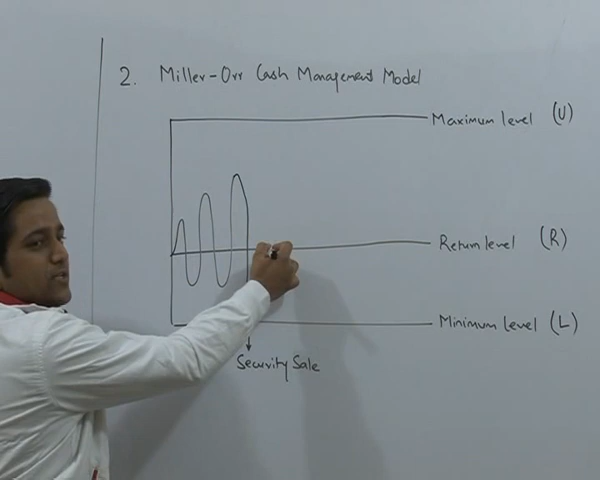 2. Miller-Orr Cash Management Model
Maximum level (U)
Return level (R)
Minimum level (L)
Security Sale